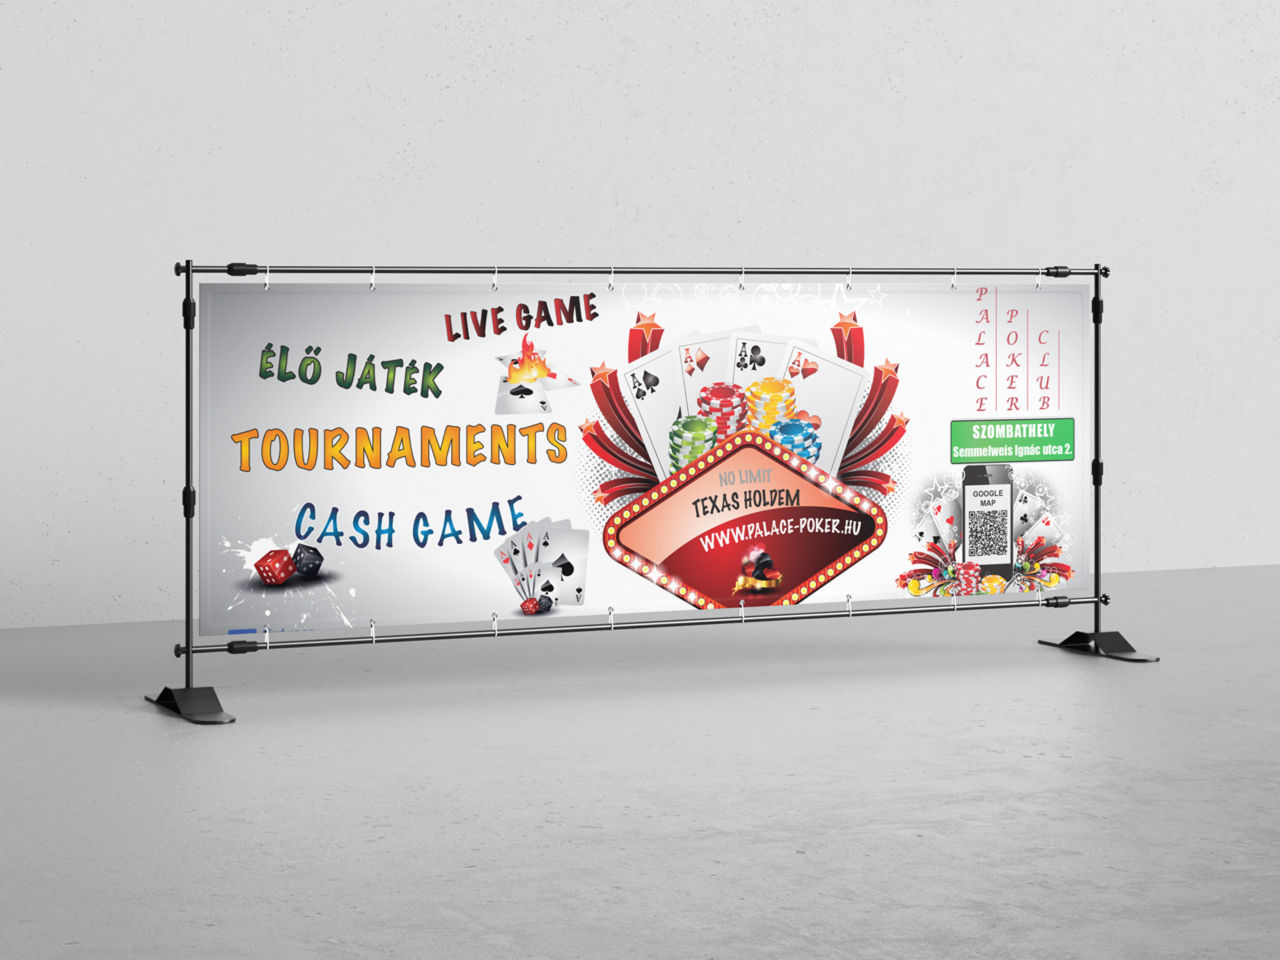 LIVE GAME
ÉLŐ JÁTÉK
TOURNAMENTS
CASH GAME
NO LIMIT
TEXAS HOLDEM
WWW.PALACE-POKER.HU
PALACE
POKER
CLUB
SZOMBATHELY
Semmelweis Ignác utca 2.
GOOGLE
MAP